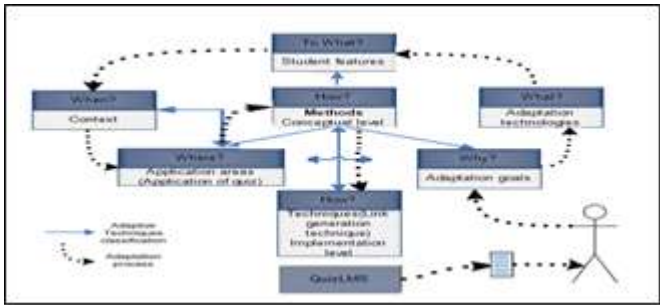 To What?
Student features
When?
Context
How?
Methods
Conceptual level
What?
Adaptation
technologies
Where?
Application areas
(Application of quiz)
Why?
Adaptation goals
How?
Techniques(Link
generation
technique)
Implementation
level
Adaptive
Techniques
classification
Adaptation
process
QuizLMS